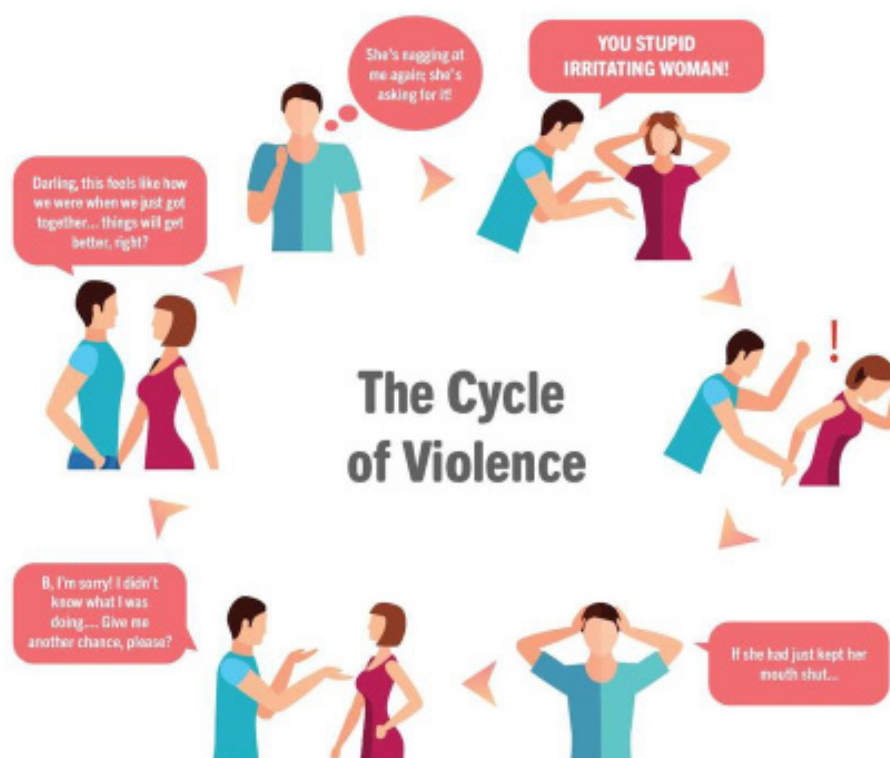 She's nagging at
me again; she's
asking for it!
YOU STUPID
IRRITATING WOMAN!
Darling, this feels like how
we were when we just got
together... things will get
better, right?
!
The Cycle
of Violence
B, I'm sorry! I didn't
know what I was
doing.... Give me
another chance, please?
If she had just kept her
mouth shut...